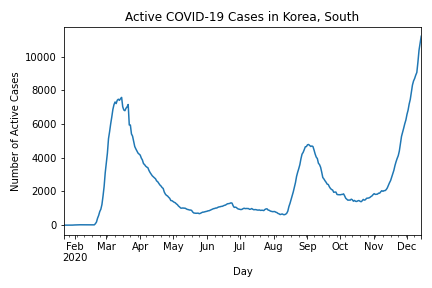 Active COVID-19 Cases in Korea, South
Number of Active Cases
10000
8000
6000
4000
2000
0
Feb Mar Apr May Jun Jul Aug Sep Oct Nov Dec
2020
Day